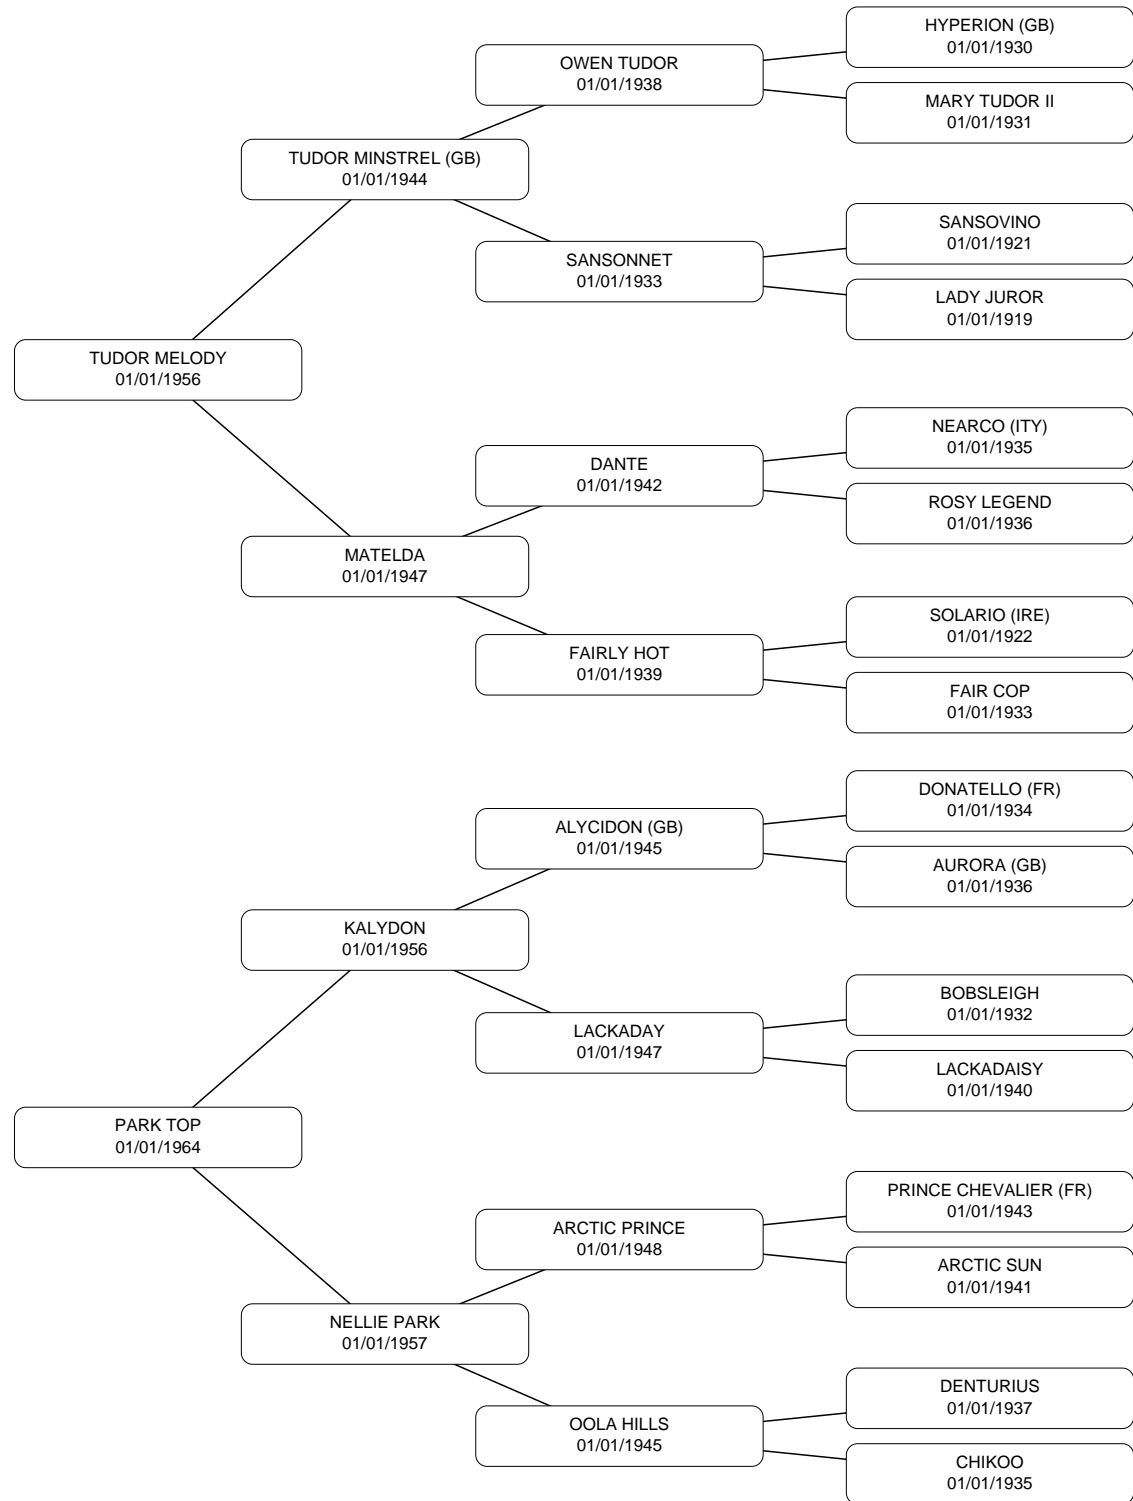 HYPERION (GB)
01/01/1930
OWEN TUDOR
01/01/1938
MARY TUDOR II
01/01/1931
TUDOR MINSTREL (GB)
01/01/1944
SANSOVINO
01/01/1921
SANSONNET
01/01/1933
LADY JUROR
01/01/1919
TUDOR MELODY
01/01/1956
NEARCO (ITY)
01/01/1935
DANTE
01/01/1942
ROSY LEGEND
01/01/1936
MATELDA
01/01/1947
SOLARIO (IRE)
01/01/1922
FAIRLY HOT
01/01/1939
FAIR COP
01/01/1933
DONATELLO (FR)
01/01/1934
ALYCIDON (GB)
01/01/1945
AURORA (GB)
01/01/1936
KALYDON
01/01/1956
BOBSLEIGH
01/01/1932
LACKADAY
01/01/1947
LACKADAISY
01/01/1940
PARK TOP
01/01/1964
PRINCE CHEVALIER (FR)
01/01/1943
ARCTIC PRINCE
01/01/1948
ARCTIC SUN
01/01/1941
NELLIE PARK
01/01/1957
DENTURIUS
01/01/1937
OOLA HILLS
01/01/1945
CHIKOO
01/01/1935